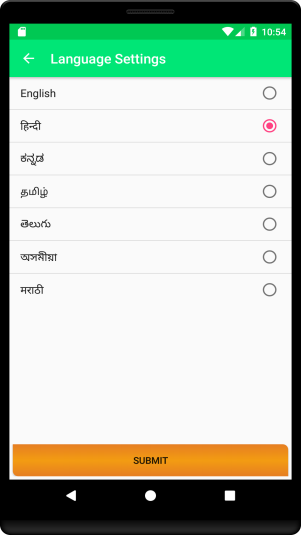 10:54
Language Settings
English
हिन्दी
ಕನ್ನಡ
தமிழ்
తెలుగు
অসমীয়া
मराठी
SUBMIT